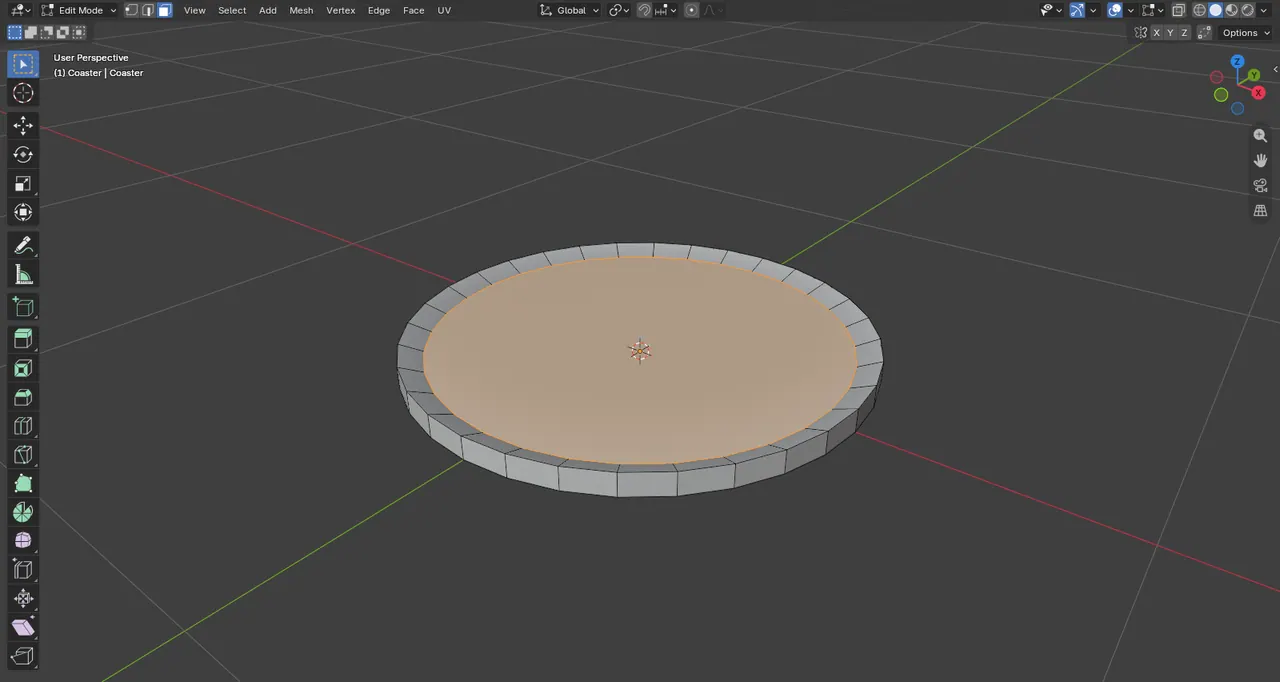 Edit Mode View Select Add Mesh Vertex Edge Face UV Global
X Y Z Options
User Perspective
(1) Coaster | Coaster
Z
Y
X